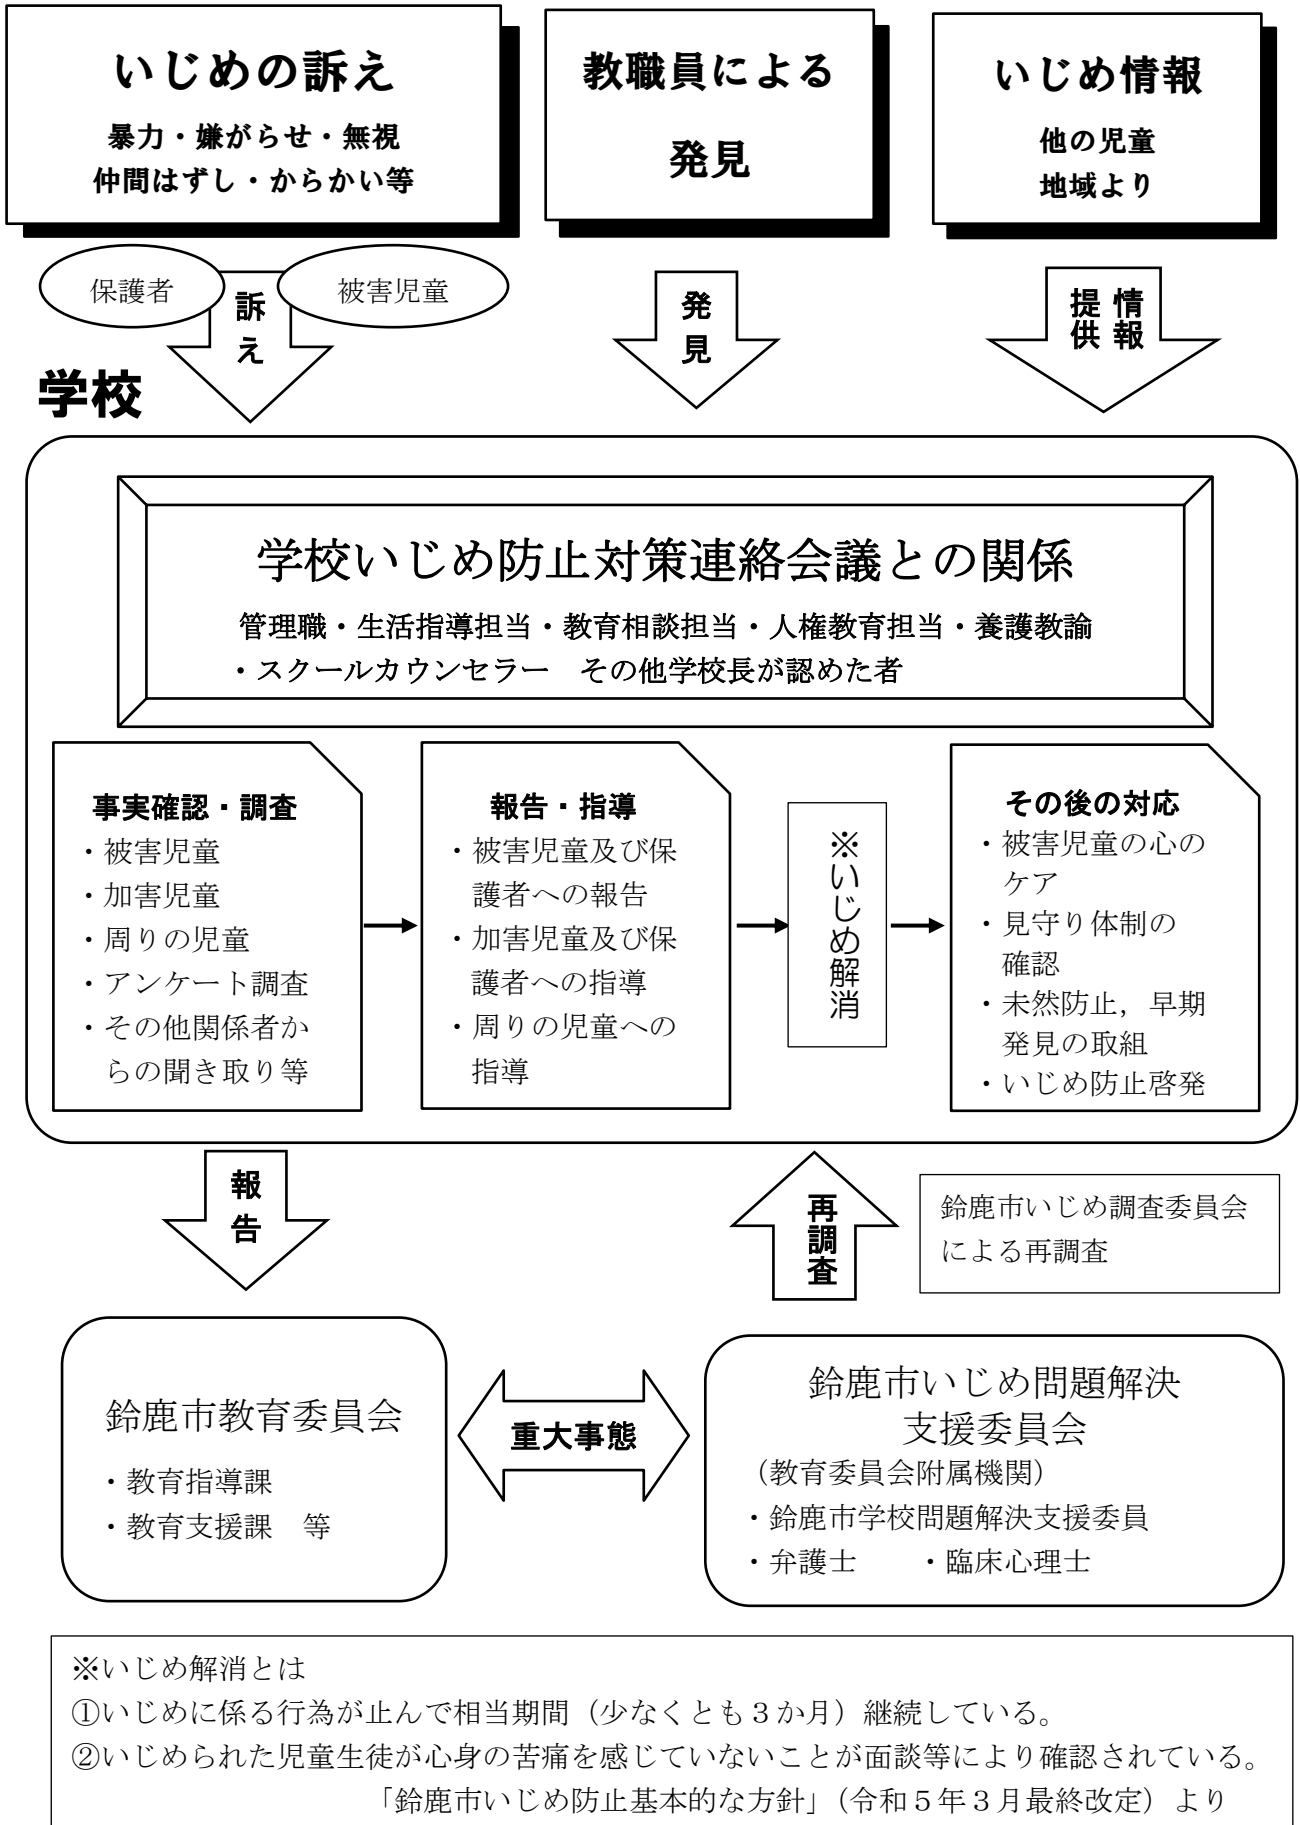 いじめの訴え
暴力・嫌がらせ・無視
仲間はずし・からかい等
教職員による
発見
いじめ情報
他の児童
地域より
保護者
訴え
被害児童
発見
情報
提供
学校
学校いじめ防止対策連絡会議との関係
管理職・生活指導担当・教育相談担当・人権教育担当・養護教諭
・スクールカウンセラー　その他学校長が認めた者
事実確認・調査
・被害児童
・加害児童
・周りの児童
・アンケート調査
・その他関係者か
らの聞き取り等
報告・指導
・被害児童及び保
護者への報告
・加害児童及び保
護者への指導
・周りの児童への
指導
※いじめ解消
その後の対応
・被害児童の心の
ケア
・見守り体制の
確認
・未然防止，早期
発見の取組
・いじめ防止啓発
報告
再調査
鈴鹿市いじめ調査委員会
による再調査
鈴鹿市教育委員会
・教育指導課
・教育支援課　等
重大事態
鈴鹿市いじめ問題解決
支援委員会
（教育委員会附属機関）
・鈴鹿市学校問題解決支援委員
・弁護士　　・臨床心理士
※いじめ解消とは
①いじめに係る行為が止んで相当期間（少なくとも３か月）継続している。
②いじめられた児童生徒が心身の苦痛を感じていないことが面談等により確認されている。
「鈴鹿市いじめ防止基本的な方針」（令和５年３月最終改定）より